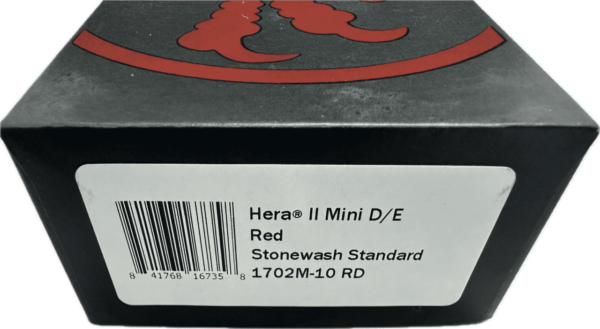 Hera® II Mini D/E
Red
Stonewash Standard
1702M-10 RD
8 41768 16735 8